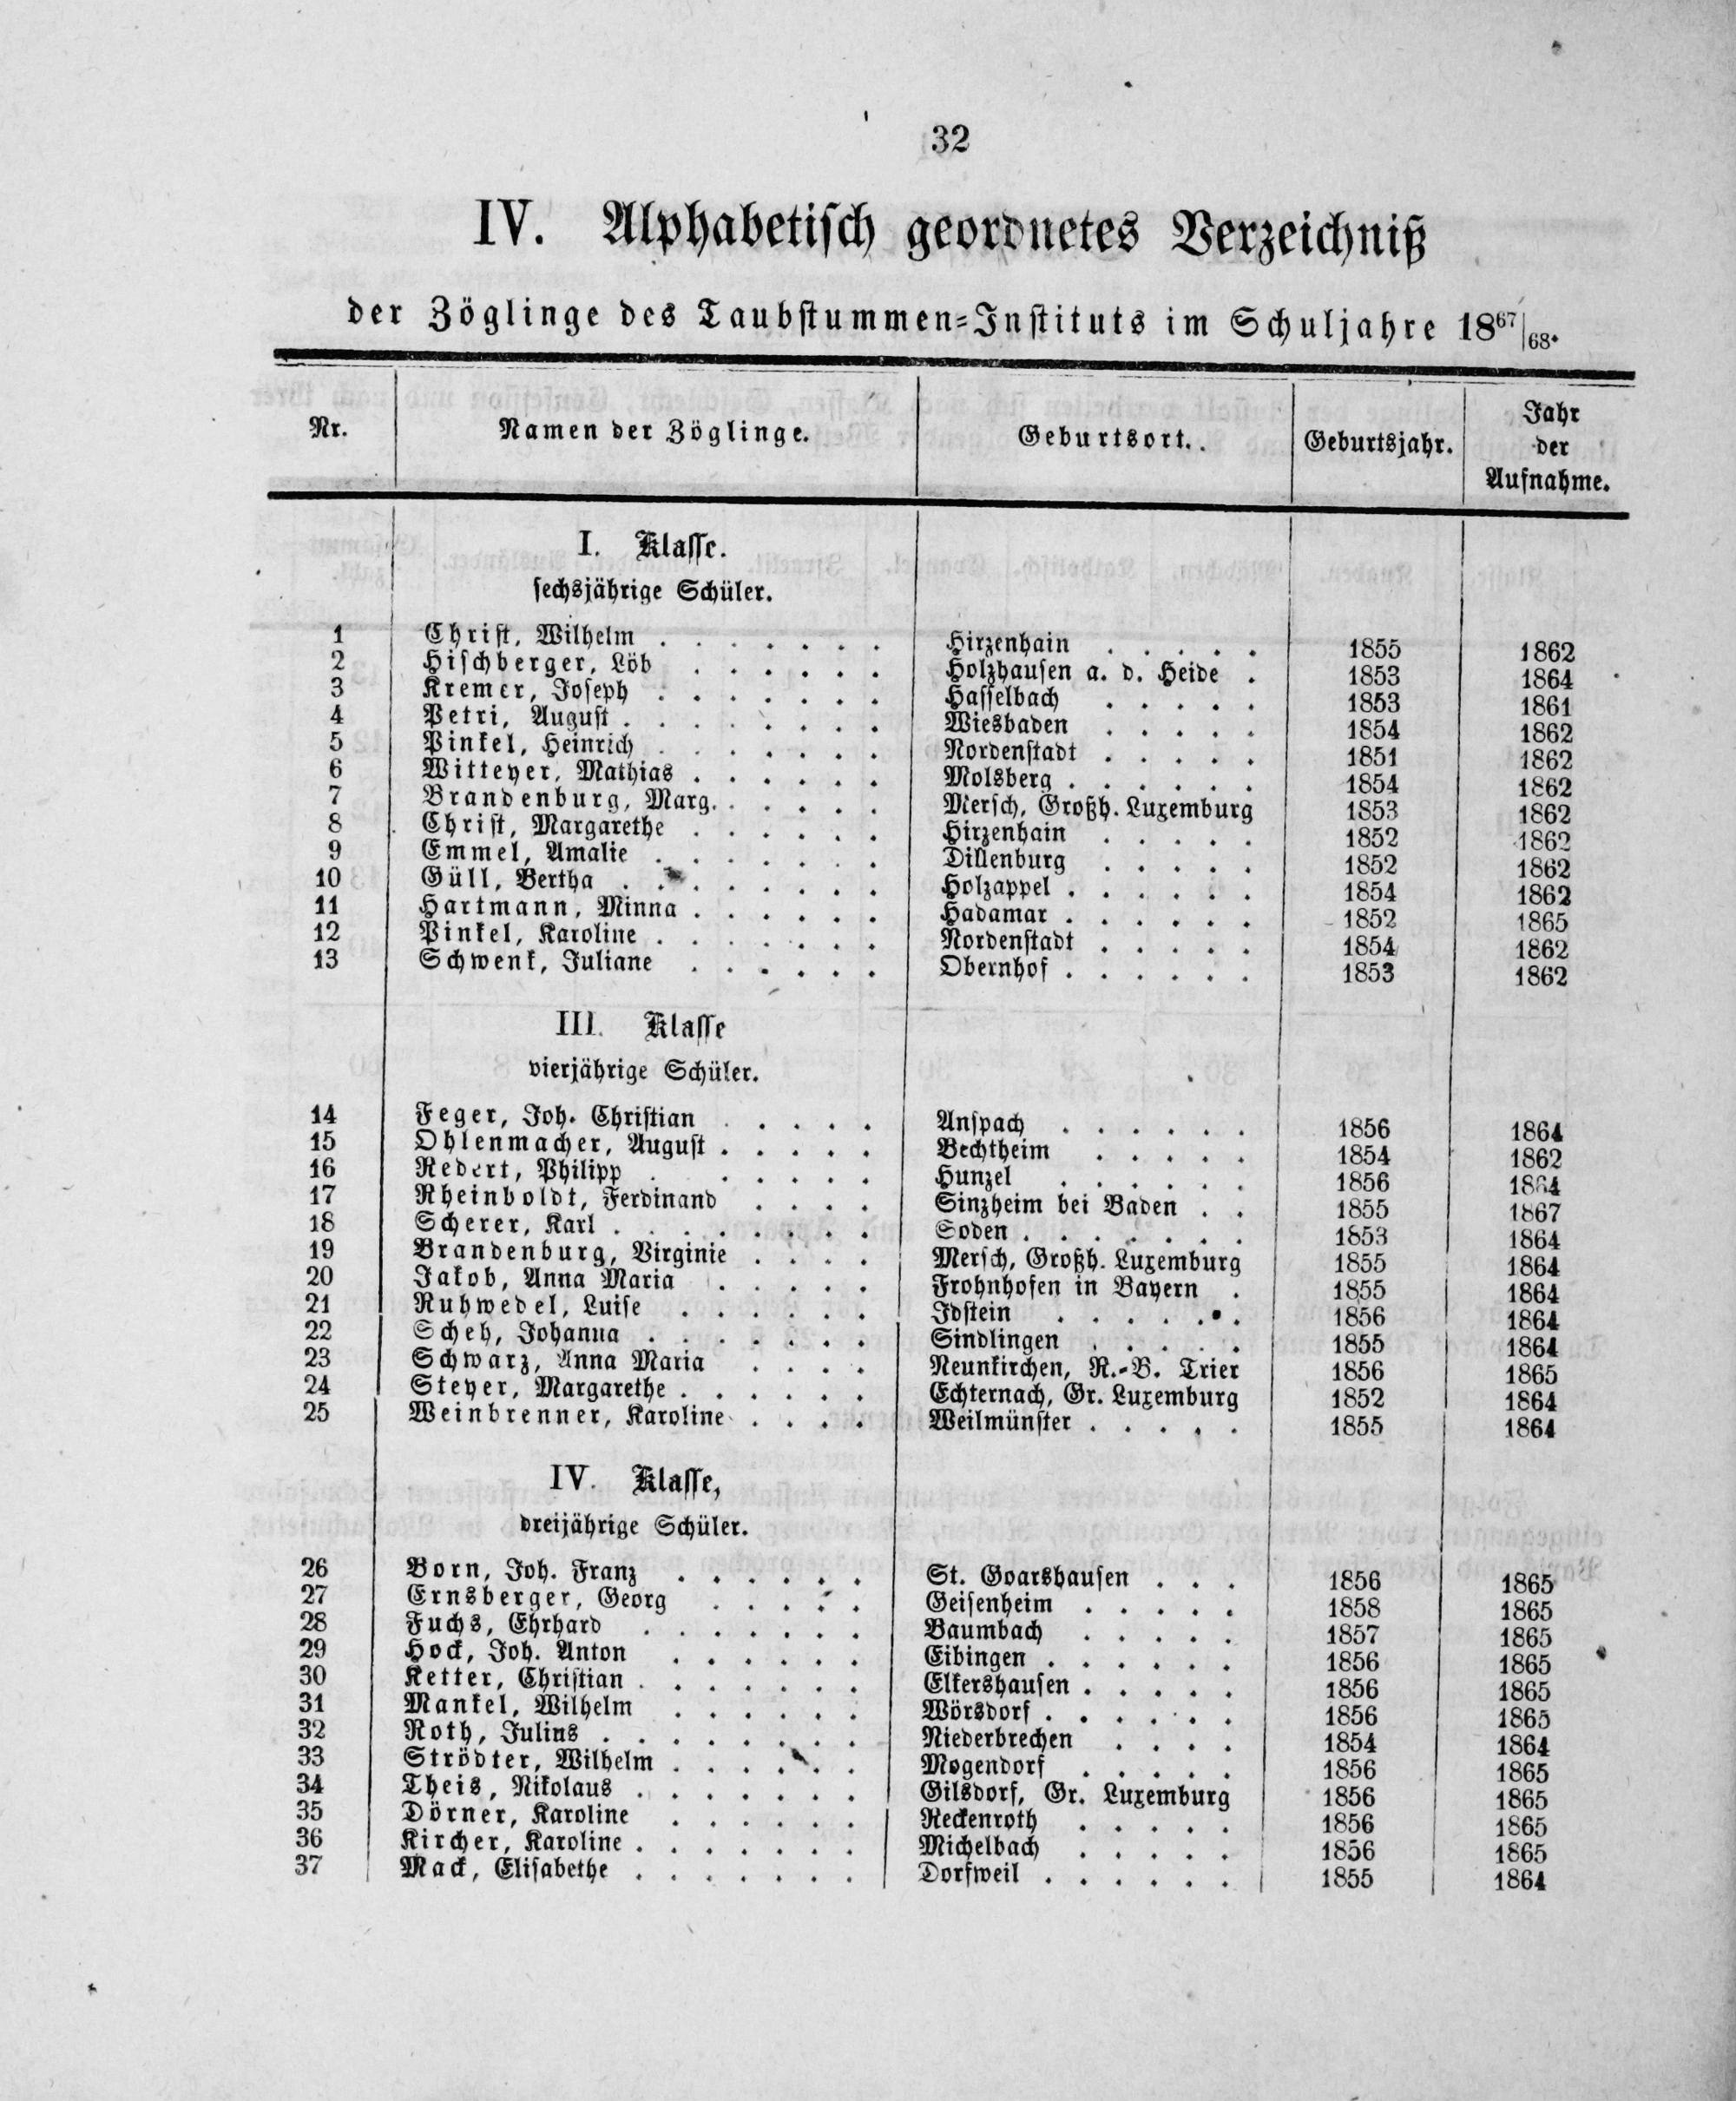 32
IV. Alphabetisch geordnetes Verzeichniß
der Zöglinge des Taubstummen-Instituts im Schuljahre 1867/68.
Nr. Namen der Zöglinge. Geburtsort. Geburtsjahr. Jahr der Aufnahme.
I. Klasse.
sechsjährige Schüler.
1 Christ, Wilhelm . . . . . . . Hirzenhain . . . . . 1855 1862
2 Hischberger, Löb . . . . . . Holzhausen a. d. Heide . 1853 1864
3 Kremer, Joseph . . . . . . . Hasselbach . . . . . 1853 1861
4 Petri, August . . . . . . . . Wiesbaden . . . . . 1854 1862
5 Pinkel, Heinrich . . . . . . . Nordenstadt . . . . . 1851 1862
6 Witteyer, Mathias . . . . . . Molsberg . . . . . . 1854 1862
7 Brandenburg, Marg. . . . . . Mersch, Großh. Luxemburg 1853 1862
8 Christ, Margarethe . . . . . . Hirzenhain . . . . . 1852 1862
9 Emmel, Amalie . . . . . . . Dillenburg . . . . . 1852 1862
10 Güll, Bertha . . . . . . . . Holzappel . . . . . . 1854 1862
11 Hartmann, Minna . . . . . . Hadamar . . . . . . 1852 1865
12 Pinkel, Karoline . . . . . . . Nordenstadt . . . . . 1854 1862
13 Schwenk, Juliane . . . . . . Obernhof . . . . . . 1853 1862
III. Klasse
vierjährige Schüler.
14 Feger, Joh. Christian . . . . . Anspach . . . . . . 1856 1864
15 Ohlenmacher, August . . . . . Bechtheim . . . . . 1854 1862
16 Redert, Philipp . . . . . . Hunzel . . . . . . 1856 1864
17 Rheinboldt, Ferdinand . . . . Sinzheim bei Baden . . 1855 1867
18 Scherer, Karl . . . . . . . . Soden . . . . . . . 1853 1864
19 Brandenburg, Virginie . . . . Mersch, Großh. Luxemburg 1855 1864
20 Jakob, Anna Maria . . . . . Frohnhofen in Bayern . 1855 1864
21 Ruhwedel, Luise . . . . . . Idstein . . . . . . 1856 1864
22 Scheh, Johanna . . . . . . . Sindlingen . . . . . 1855 1864
23 Schwarz, Anna Maria . . . . Neunkirchen, R.-B. Trier 1856 1865
24 Steyer, Margarethe . . . . . . Echternach, Gr. Luxemburg 1852 1864
25 Weinbrenner, Karoline . . . . Weilmünster . . . . . 1855 1864
IV. Klasse,
dreijährige Schüler.
26 Born, Joh. Franz . . . . . . St. Goarshausen . . . 1856 1865
27 Ernsberger, Georg . . . . . Geisenheim . . . . . 1858 1865
28 Fuchs, Ehrhard . . . . . . . Baumbach . . . . . 1857 1865
29 Hock, Joh. Anton . . . . . . Eibingen . . . . . . 1856 1865
30 Ketter, Christian . . . . . . . Elkershausen . . . . . 1856 1865
31 Mankel, Wilhelm . . . . . . Wörsdorf . . . . . . 1856 1865
32 Roth, Julius . . . . . . . . Niederbrechen . . . . 1854 1864
33 Strödter, Wilhelm . . . . . . Mogendorf . . . . . 1856 1865
34 Theis, Nikolaus . . . . . . . Gilsdorf, Gr. Luxemburg 1856 1865
35 Dörner, Karoline . . . . . . Reckenroth . . . . . 1856 1865
36 Kircher, Karoline . . . . . . . Michelbach . . . . . 1856 1865
37 Mack, Elisabethe . . . . . . . Dorfweil . . . . . . 1855 1864